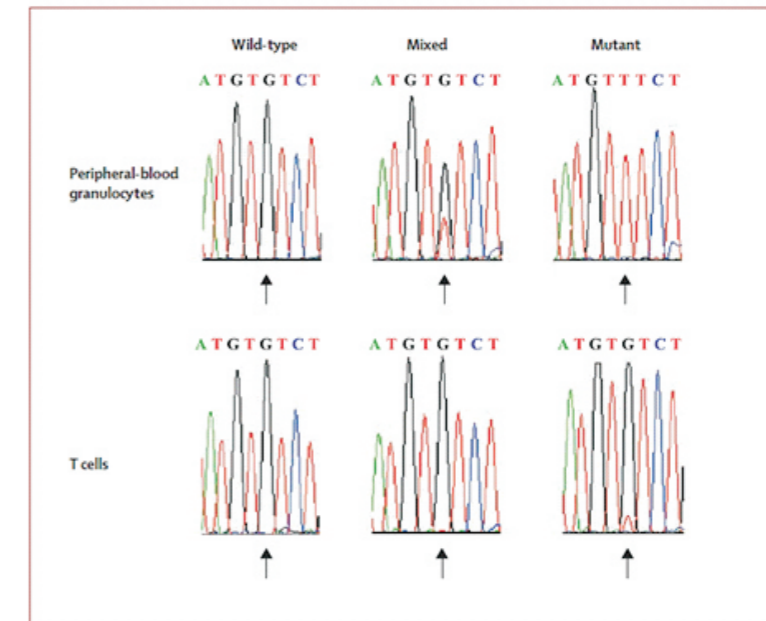 Wild-type Mixed Mutant
ATGTGTCT ATGTGTCT ATGTTTCT
Peripheral-blood
granulocytes
ATGTGTCT ATGTGTCT ATGTGTCT
T cells